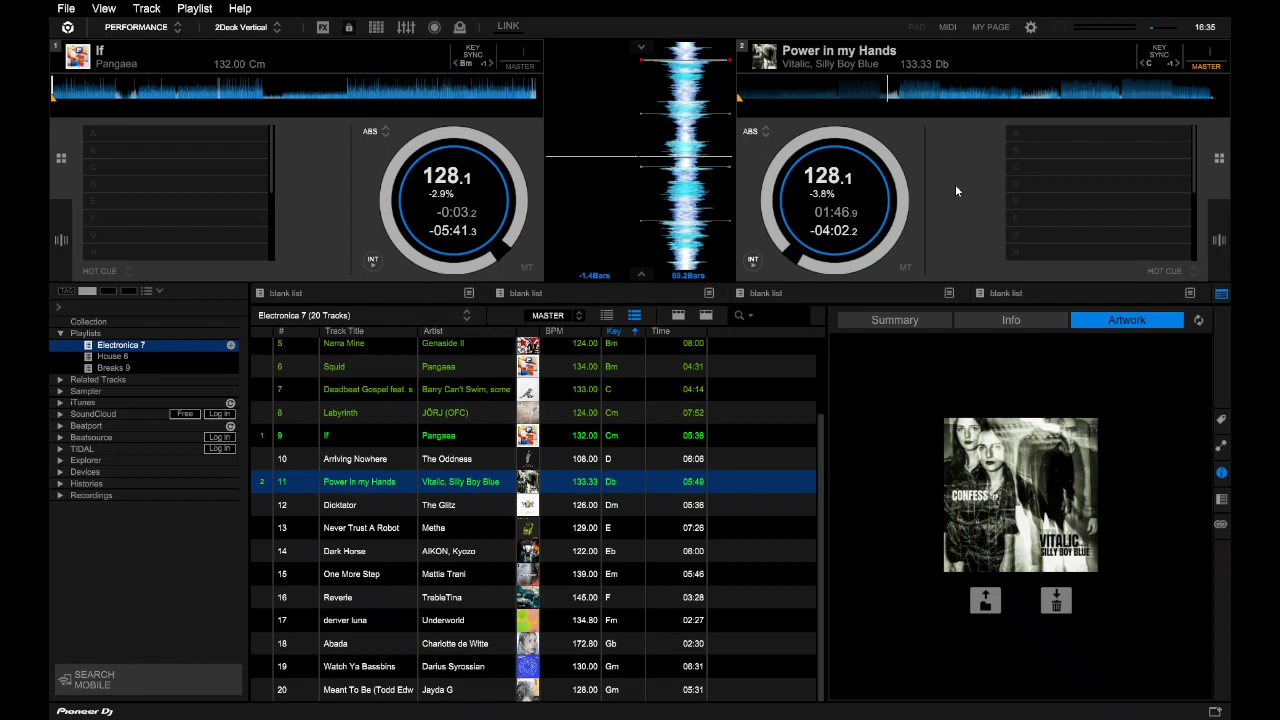 File View Track Playlist Help
PERFORMANCE 2Deck Vertical FX LINK PAD MIDI MY PAGE 16:35
1 If
Pangaea 132.00 Cm
KEY SYNC
Bm -1
MASTER
2 Power in my Hands
Vitalic, Silly Boy Blue 133.33 Db
KEY SYNC
C -1
MASTER
A
B
C
D
E
F
G
H
HOT CUE
ABS
128.1
-2.9%
-0:03.2
-05:41.3
INT
MT
-1.4Bars 60.2Bars
ABS
128.1
-3.8%
01:46.9
-04:02.2
INT
MT
A
B
C
D
E
F
G
H
HOT CUE
TAG
blank list blank list blank list blank list
Collection
Playlists
Electronica 7
House 6
Breaks 9
Related Tracks
Sampler
iTunes
SoundCloud Free Log in
Beatport
Beatsource Log in
TIDAL Log in
Explorer
Devices
Histories
Recordings
SEARCH
MOBILE
Electronica 7 (20 Tracks) MASTER
# Track Title Artist BPM Key Time
5 Narra Mine Genaside II 124.00 Bm 08:00
6 Squid Pangaea 134.00 Bm 04:31
7 Deadbeat Gospel feat. s Barry Can't Swim, some 133.00 C 04:14
8 Labyrinth JÖRJ (OFC) 124.00 Cm 07:52
1 9 If Pangaea 132.00 Cm 05:38
10 Arriving Nowhere The Oddness 108.00 D 06:06
2 11 Power in my Hands Vitalic, Silly Boy Blue 133.33 Db 05:49
12 Dicktator The Glitz 126.00 Dm 05:36
13 Never Trust A Robot Metha 129.00 E 07:26
14 Dark Horse AIKON, Kyozo 122.00 Eb 06:00
15 One More Step Mattia Trani 139.00 Em 05:46
16 Reverie TrebleTina 145.00 F 03:28
17 denver luna Underworld 134.80 Fm 02:27
18 Abada Charlotte de Witte 172.80 Gb 02:30
19 Watch Ya Bassbins Darius Syrossian 130.00 Gm 06:31
20 Meant To Be (Todd Edw Jayda G 128.00 Gm 05:31
Summary Info Artwork
CONFESS EP
VITALIC
SILLY BOY BLUE
Pioneer Dj